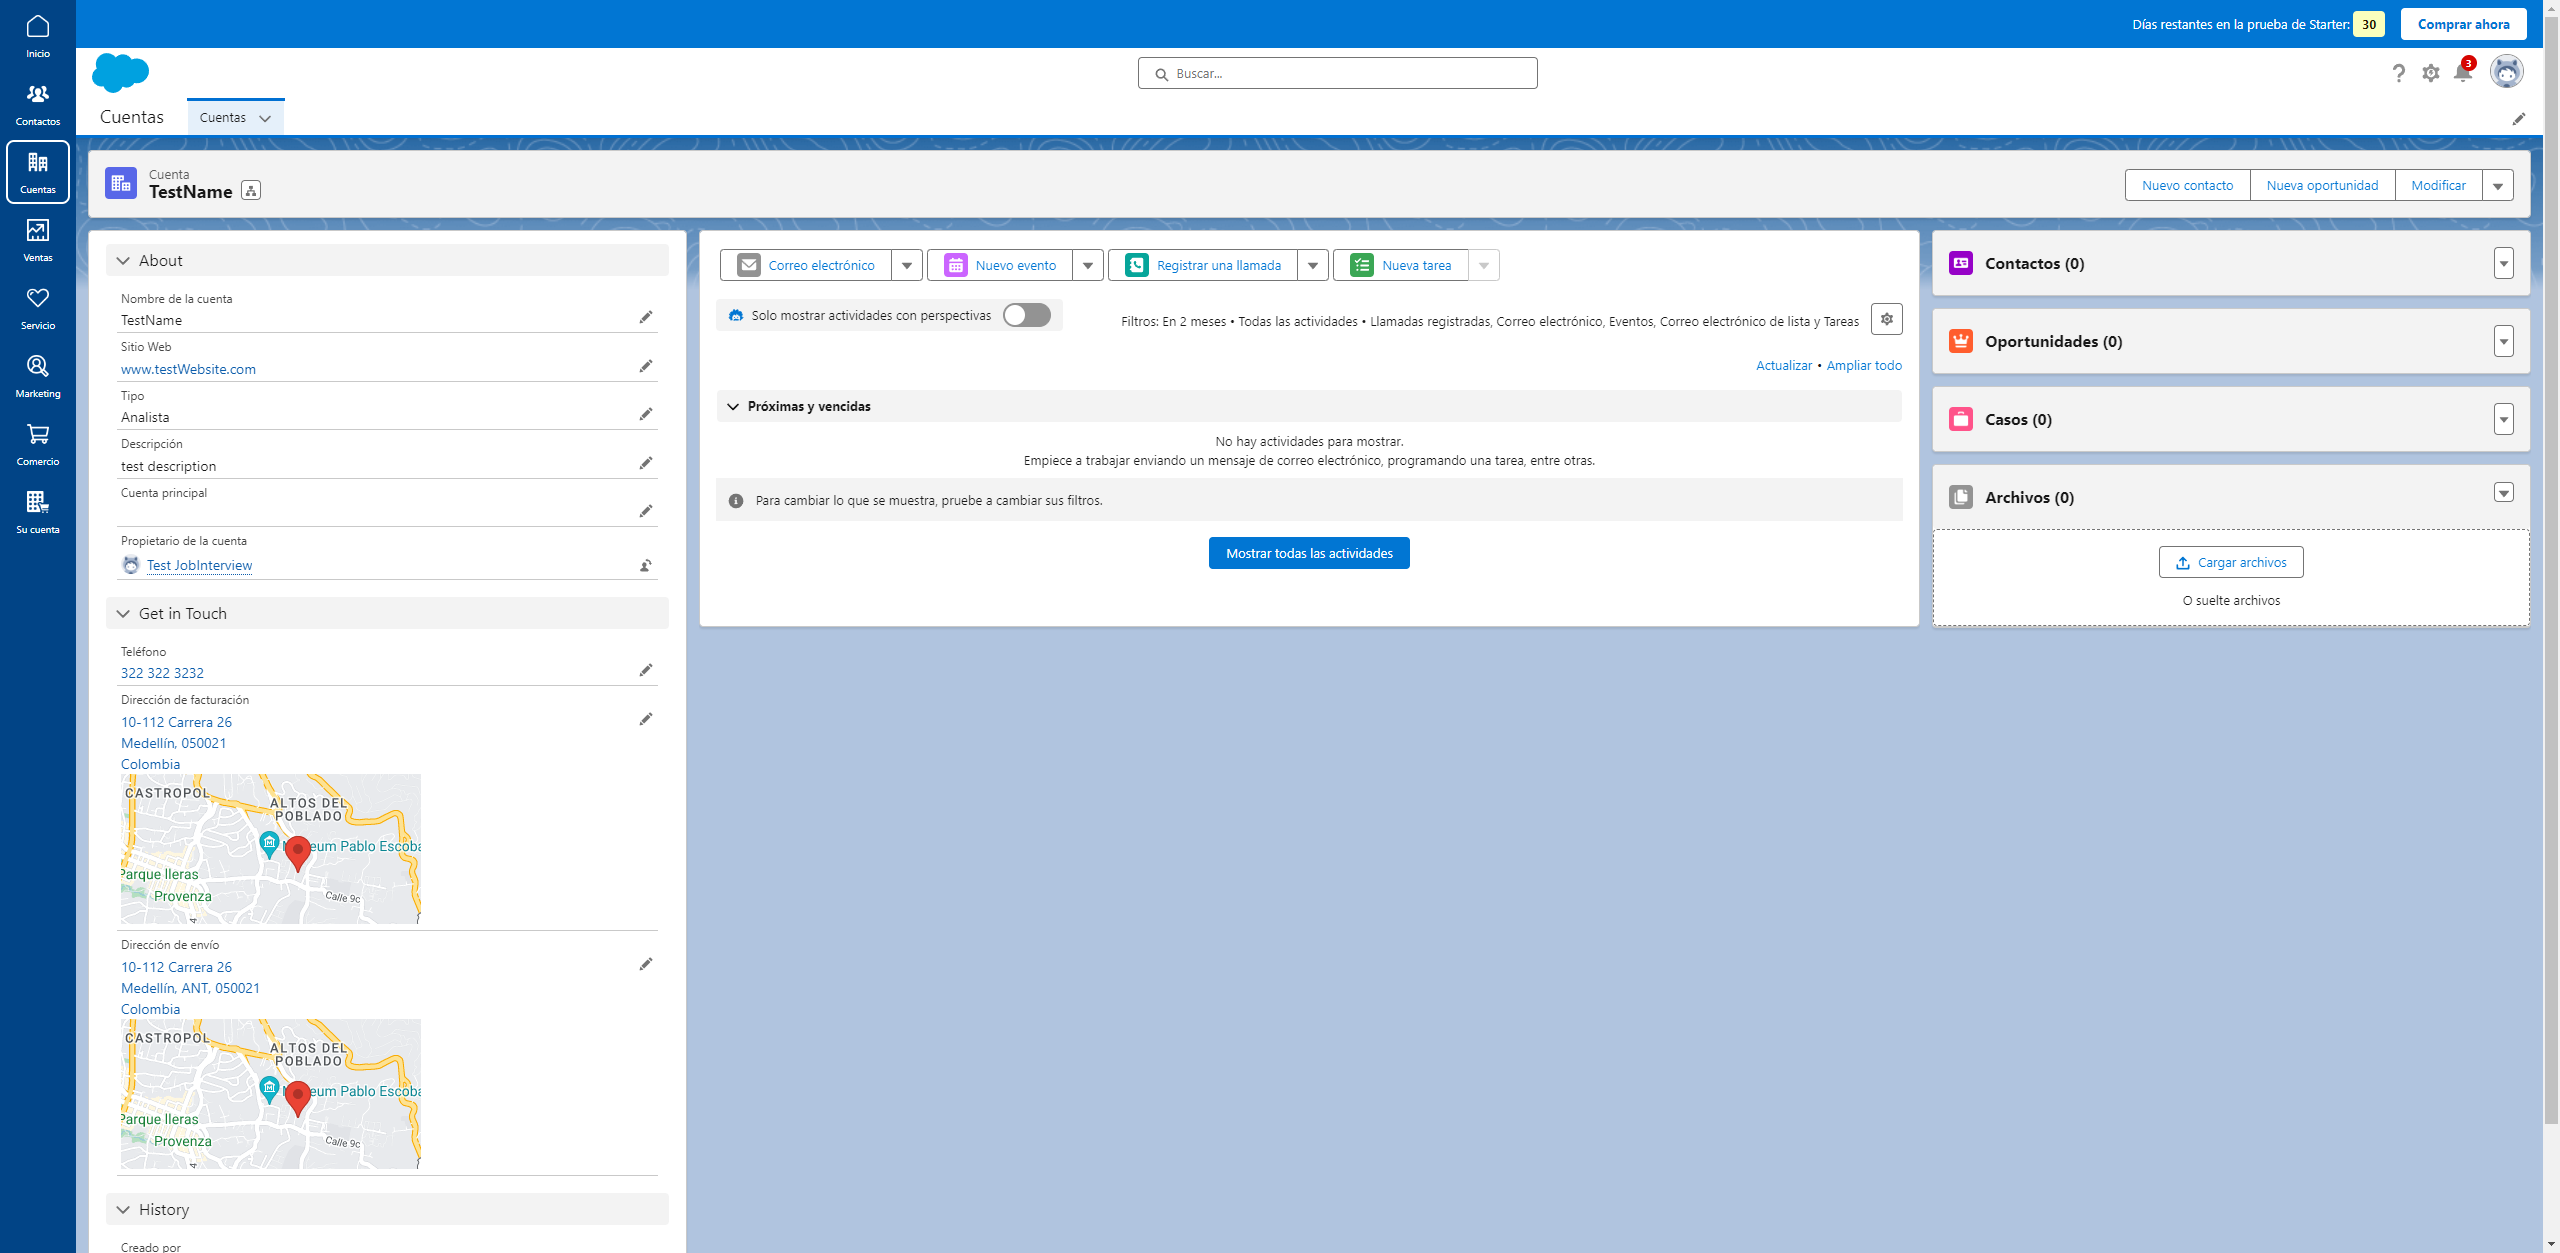 Días restantes en la prueba de Starter: 30 Comprar ahora
Inicio
Contactos
Cuentas
Ventas
Servicio
Marketing
Comercio
Su cuenta
Buscar...
3
Cuentas Cuentas
Cuenta
TestName
Nuevo contacto Nueva oportunidad Modificar
About
Nombre de la cuenta
TestName
Sitio Web
www.testWebsite.com
Tipo
Analista
Descripción
test description
Cuenta principal
Propietario de la cuenta
Test JobInterview
Get in Touch
Teléfono
322 322 3232
Dirección de facturación
10-112 Carrera 26
Medellín, 050021
Colombia
CASTROPOL
ALTOS DEL
POBLADO
eum Pablo Escoba
Parque lleras
Provenza
Calle 9c
4
Dirección de envío
10-112 Carrera 26
Medellín, ANT, 050021
Colombia
CASTROPOL
ALTOS DEL
POBLADO
eum Pablo Escoba
Parque lleras
Provenza
Calle 9c
4
History
Creado por
Correo electrónico Nuevo evento Registrar una llamada Nueva tarea
Solo mostrar actividades con perspectivas
Filtros: En 2 meses • Todas las actividades • Llamadas registradas, Correo electrónico, Eventos, Correo electrónico de lista y Tareas
Actualizar • Ampliar todo
Próximas y vencidas
No hay actividades para mostrar.
Empiece a trabajar enviando un mensaje de correo electrónico, programando una tarea, entre otras.
Para cambiar lo que se muestra, pruebe a cambiar sus filtros.
Mostrar todas las actividades
Contactos (0)
Oportunidades (0)
Casos (0)
Archivos (0)
Cargar archivos
O suelte archivos